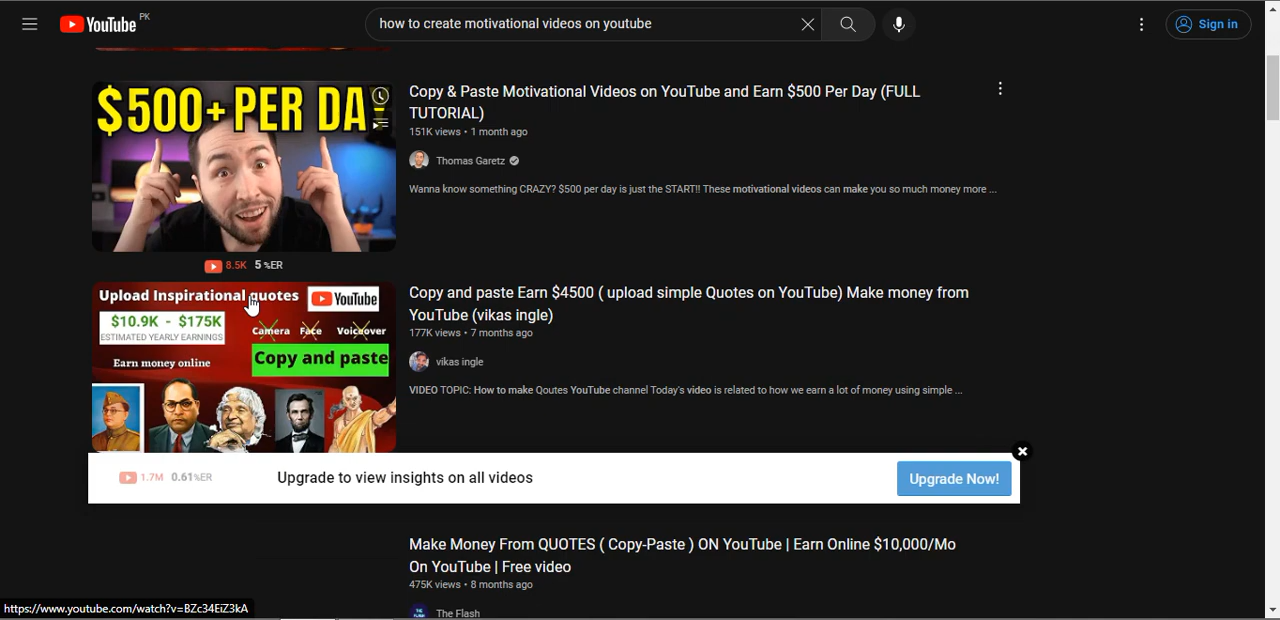 YouTube PK
how to create motivational videos on youtube
Sign in
$500+ PER DA
Copy & Paste Motivational Videos on YouTube and Earn $500 Per Day (FULL
TUTORIAL)
151K views • 1 month ago
Thomas Garetz
Wanna know something CRAZY? $500 per day is just the START!! These motivational videos can make you so much money more ...
8.5K 5 %ER
Upload Inspirational quotes
YouTube
$10.9K - $175K
ESTIMATED YEARLY EARNINGS
Camera Face Voiceover
Earn money online
Copy and paste
Copy and paste Earn $4500 ( upload simple Quotes on YouTube) Make money from
YouTube (vikas ingle)
177K views • 7 months ago
vikas ingle
VIDEO TOPIC: How to make Qoutes YouTube channel Today's video is related to how we earn a lot of money using simple ...
1.7M 0.61%ER
Upgrade to view insights on all videos
Upgrade Now!
Make Money From QUOTES ( Copy-Paste ) ON YouTube | Earn Online $10,000/Mo
On YouTube | Free video
475K views • 8 months ago
THE FLASH
The Flash
https://www.youtube.com/watch?v=BZc34EiZ3kA